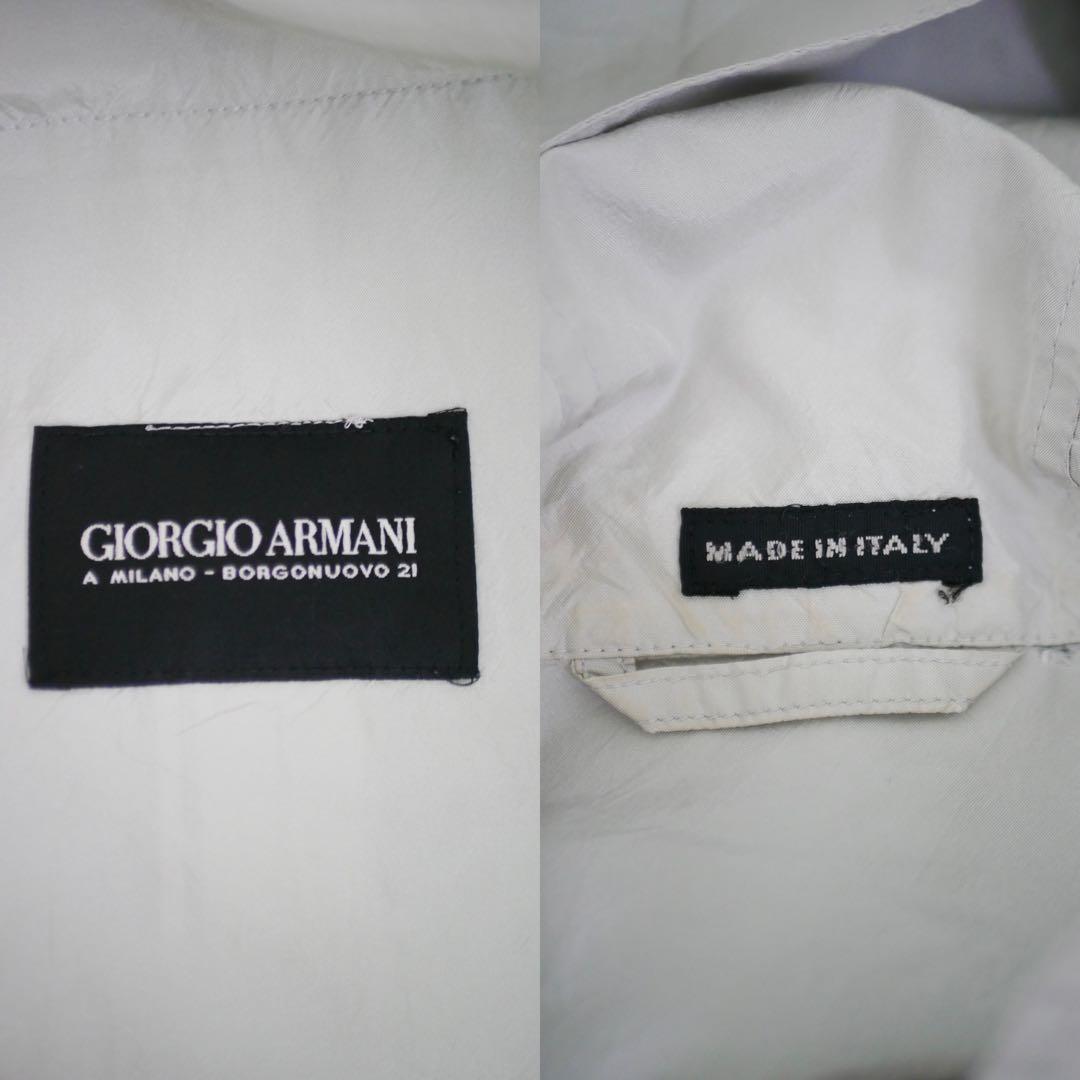 GIORGIO ARMANI
A MILANO - BORGONUOVO 21
MADE IN ITALY